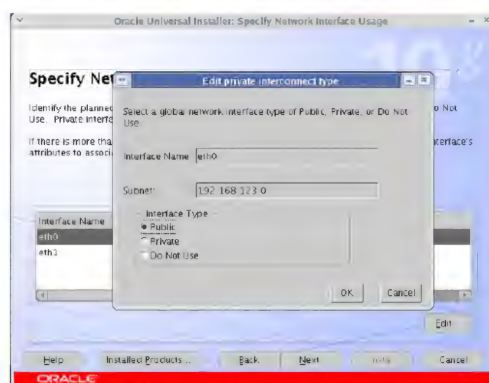 Oracle Universal Installer: Specify Network Interface Usage
Specify Net
Identify the planned
o Not
Use. Private interfa
If there is more tha
terface's
attributes to associ
Edit private interconnect type
Select a global network interface type of Public, Private, or Do Not
Use
Interface Name eth0
Subnet: 192.168.123.0
Interface Type
Public
Private
Do Not Use
OK Cancel
Interface Name
eth0
eth1
Edit
Help Installed Products... Back Next Install Cancel
ORACLE